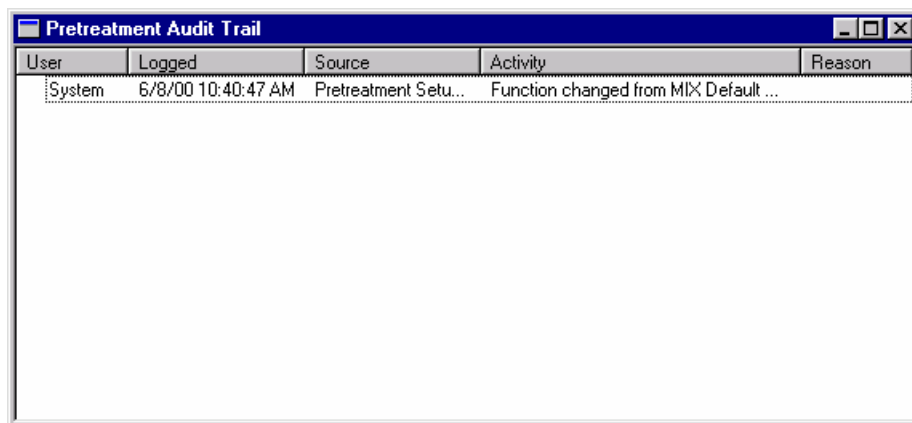 Pretreatment Audit Trail
User Logged Source Activity Reason
System 6/8/00 10:40:47 AM Pretreatment Setu... Function changed from MIX Default ...